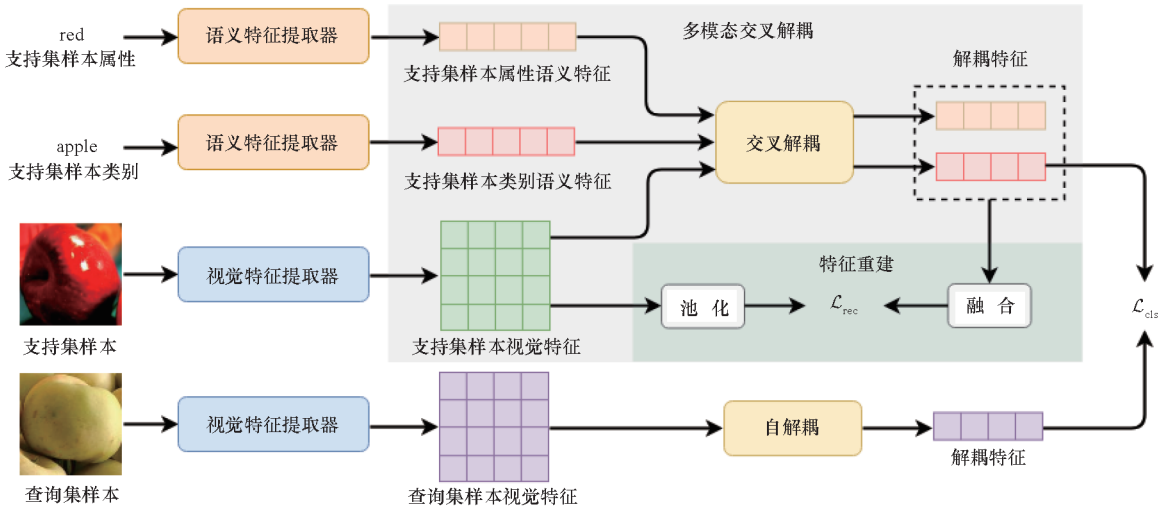 red
支持集样本属性
语义特征提取器
支持集样本属性语义特征
多模态交叉解耦
解耦特征
apple
支持集样本类别
语义特征提取器
支持集样本类别语义特征
交叉解耦
支持集样本
视觉特征提取器
支持集样本视觉特征
特征重建
池 化
ℒrec
融 合
ℒcls
查询集样本
视觉特征提取器
查询集样本视觉特征
自解耦
解耦特征